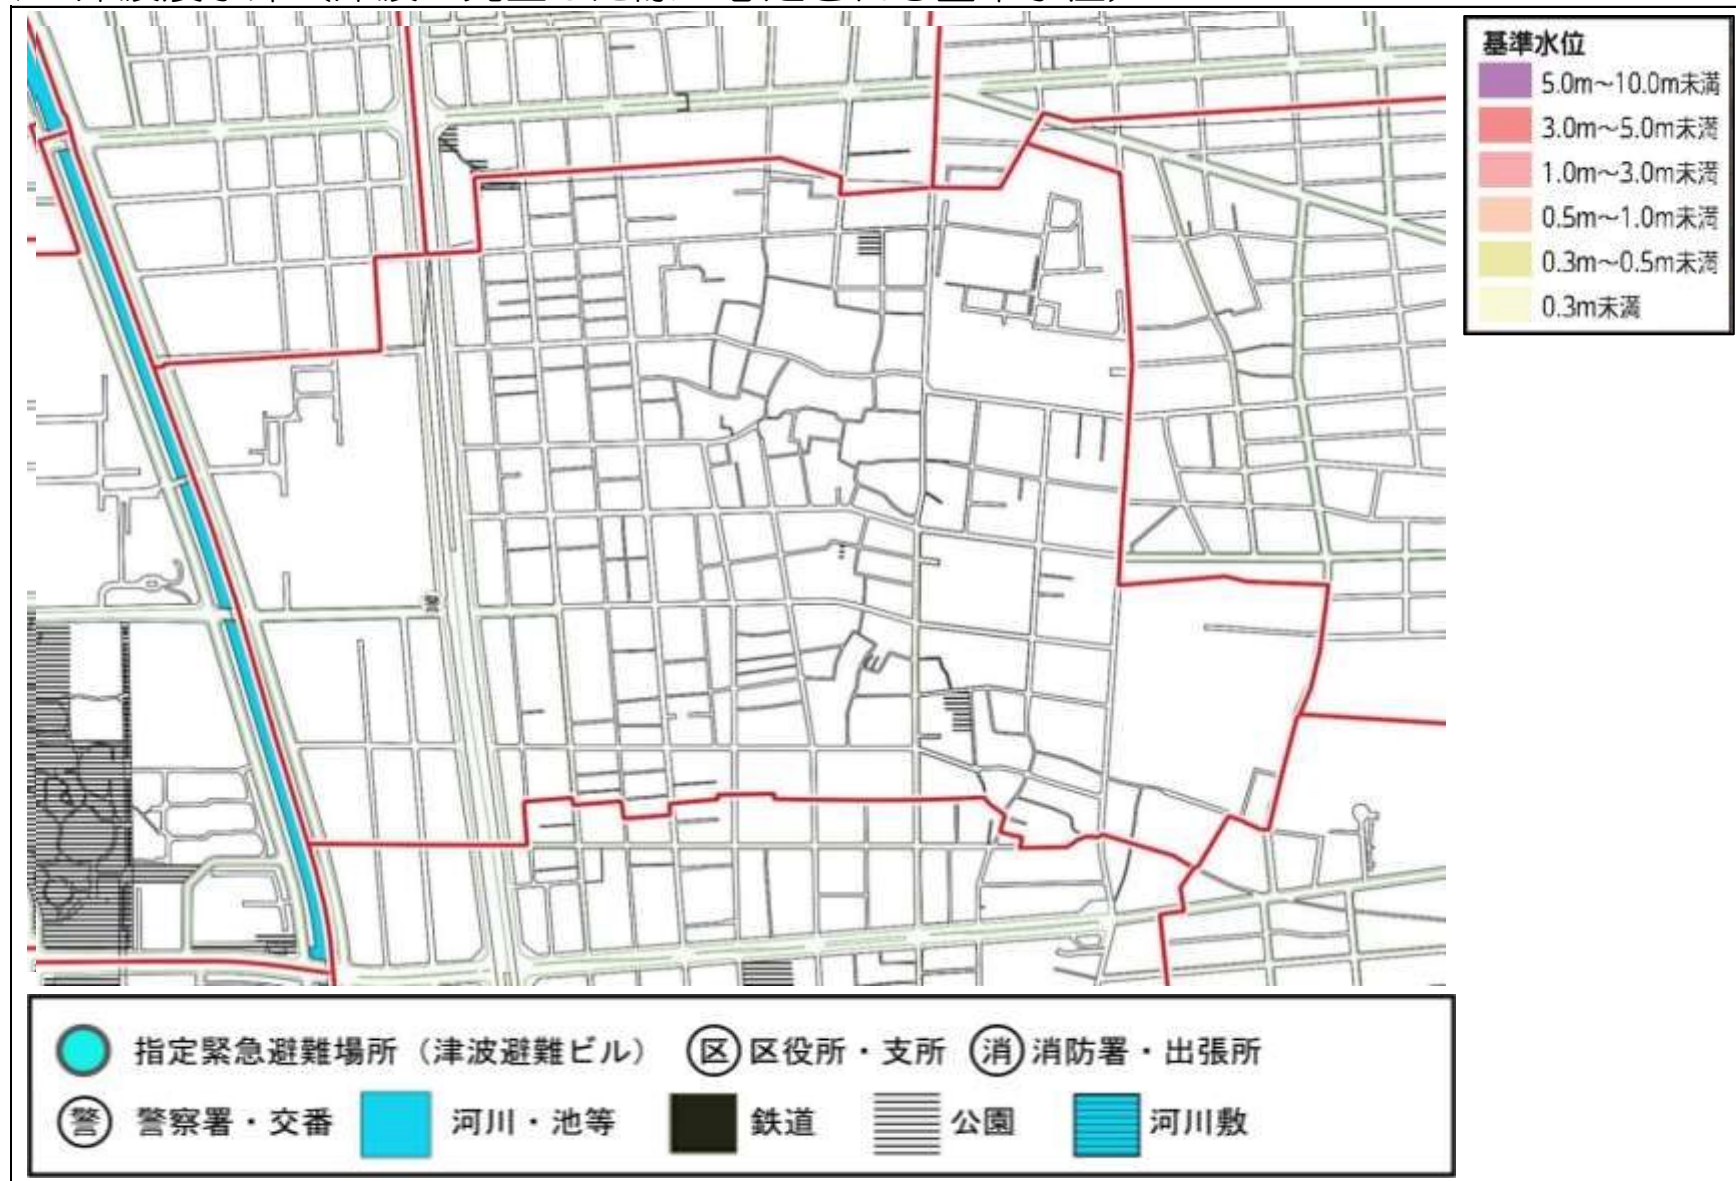 基準水位
5.0m～10.0m未満
3.0m～5.0m未満
1.0m～3.0m未満
0.5m～1.0m未満
0.3m～0.5m未満
0.3m未満
指定緊急避難場所（津波避難ビル） 区 区役所・支所 消 消防署・出張所
警 警察署・交番 河川・池等 鉄道 公園 河川敷